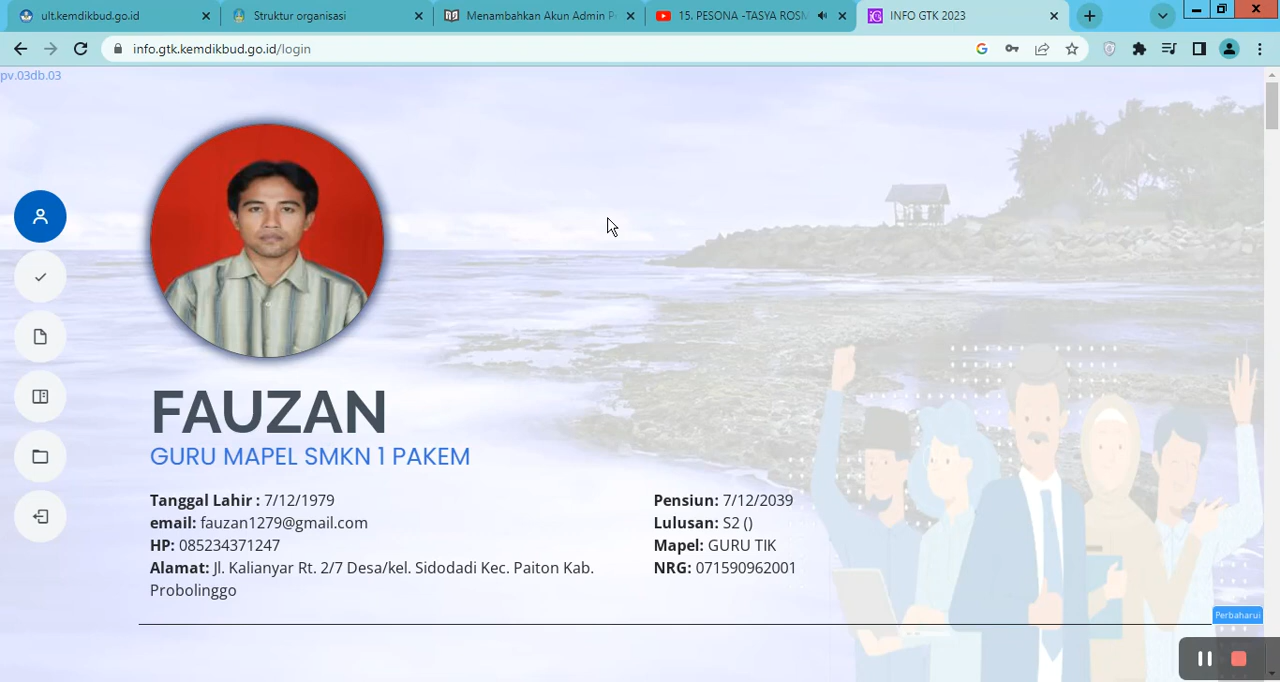 ult.kemdikbud.go.id
Struktur organisasi
Menambahkan Akun Admin P
15. PESONA -TASYA ROSM
INFO GTK 2023
info.gtk.kemdikbud.go.id/login
pv.03db.03
FAUZAN
GURU MAPEL SMKN 1 PAKEM
Tanggal Lahir : 7/12/1979
email: fauzan1279@gmail.com
HP: 085234371247
Alamat: Jl. Kalianyar Rt. 2/7 Desa/kel. Sidodadi Kec. Paiton Kab.
Probolinggo
Pensiun: 7/12/2039
Lulusan: S2 ()
Mapel: GURU TIK
NRG: 071590962001
Perbaharui